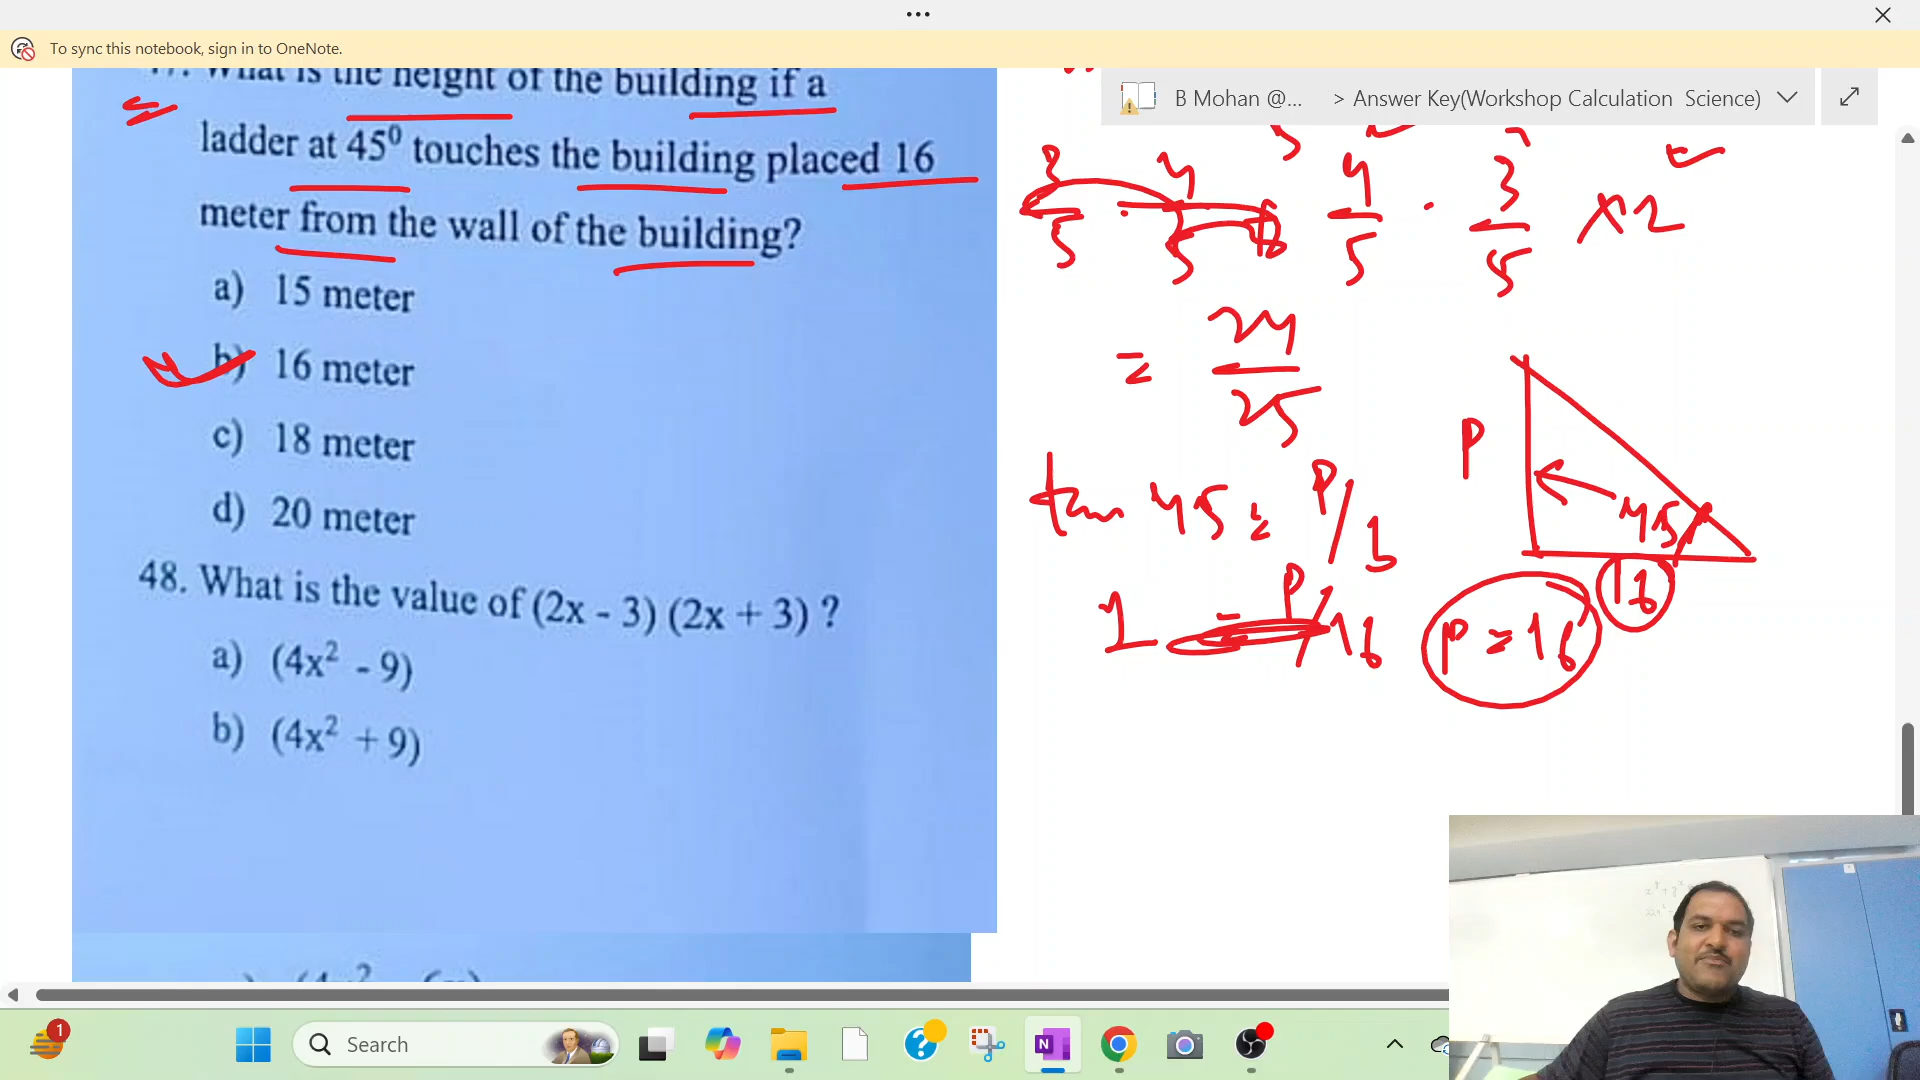 To sync this notebook, sign in to OneNote.
What is the height of the building if a
ladder at 45⁰ touches the building placed 16
meter from the wall of the building?
a) 15 meter
b) 16 meter
c) 18 meter
d) 20 meter
48. What is the value of (2x - 3) (2x + 3) ?
a) (4x² - 9)
b) (4x² + 9)
B Mohan @... > Answer Key(Workshop Calculation Science)
4/5 · 3/5 ×2
= 24/25
tan 45 = P/b
1 = P/16
P = 16
P
45
16
1
Search